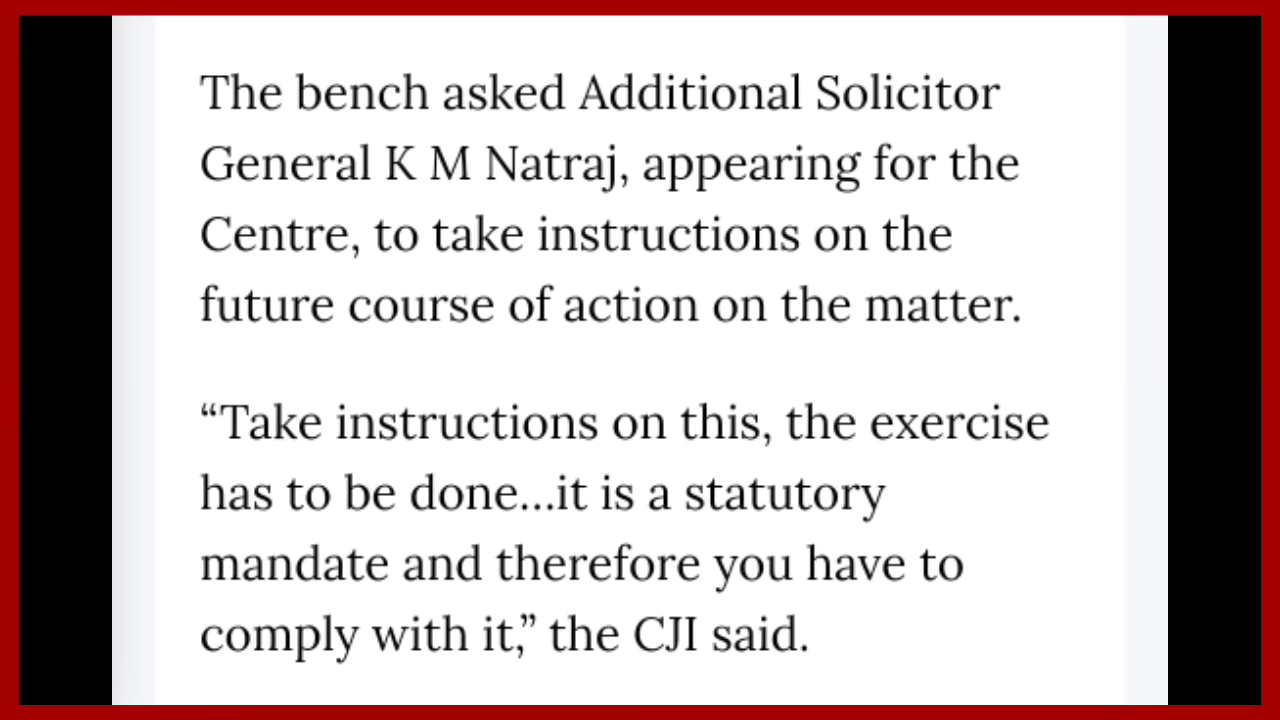 The bench asked Additional Solicitor
General K M Natraj, appearing for the
Centre, to take instructions on the
future course of action on the matter.
“Take instructions on this, the exercise
has to be done...it is a statutory
mandate and therefore you have to
comply with it,” the CJI said.